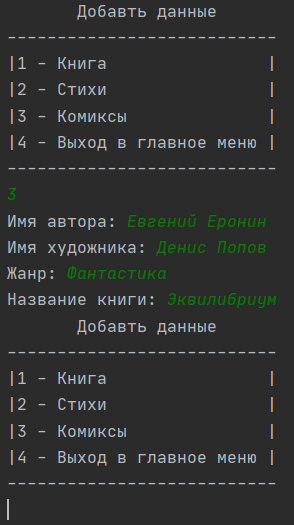 Добавть данные
---------------------------
|1 - Книга                |
|2 - Стихи                |
|3 - Комиксы              |
|4 - Выход в главное меню |
---------------------------
3
Имя автора: Евгений Еронин
Имя художника: Денис Попов
Жанр: Фантастика
Название книги: Эквилибриум
Добавть данные
---------------------------
|1 - Книга                |
|2 - Стихи                |
|3 - Комиксы              |
|4 - Выход в главное меню |
---------------------------